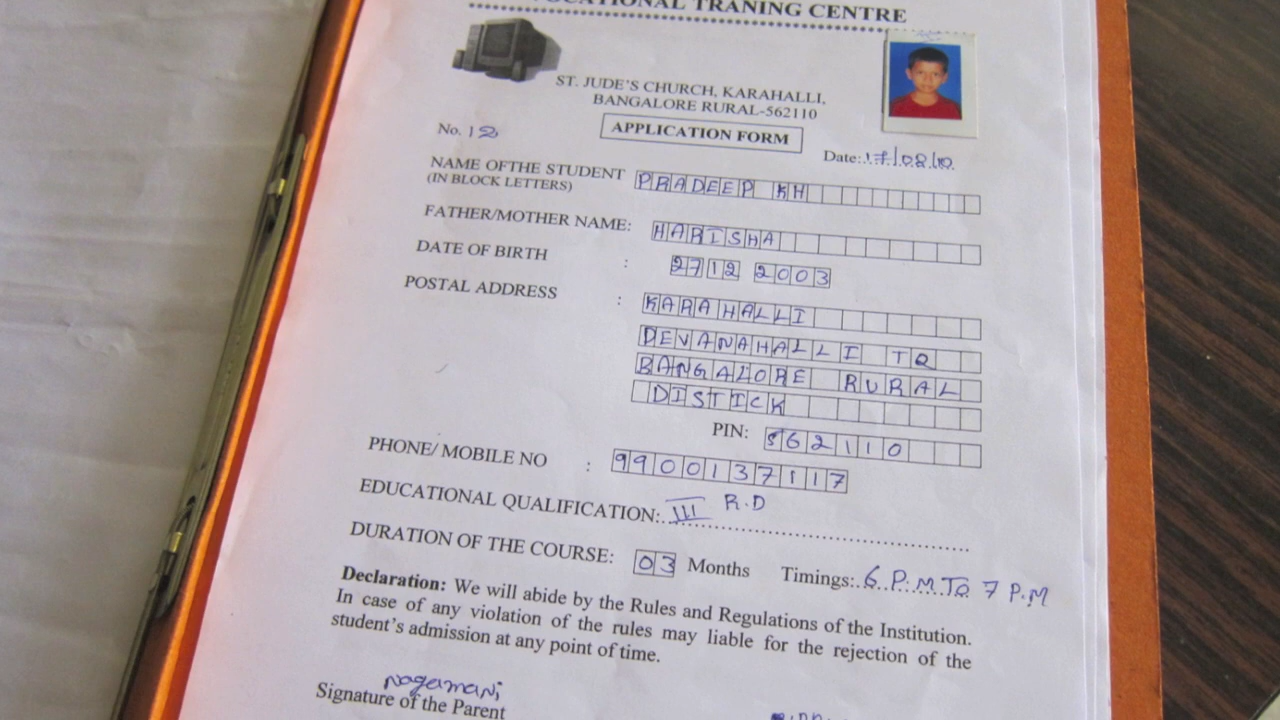 VOCATIONAL TRANING CENTRE
ST. JUDE'S CHURCH, KARAHALLI,
BANGALORE RURAL-562110
No. 12
APPLICATION FORM
Date: 17/08/10
NAME OFTHE STUDENT PRADEEP KH
(IN BLOCK LETTERS)
FATHER/MOTHER NAME: HARISHA
DATE OF BIRTH : 2712 2003
POSTAL ADDRESS : KARAHALLI
DEVANAHALLI TQ
BANGALORE RURAL
DISTICK
PIN: 562110
PHONE/ MOBILE NO : 9900137117
EDUCATIONAL QUALIFICATION: III R.D
DURATION OF THE COURSE: 03 Months Timings: 6 P.M TO 7 P.M
Declaration: We will abide by the Rules and Regulations of the Institution.
In case of any violation of the rules may liable for the rejection of the
student's admission at any point of time.
Nagamani
Signature of the Parent